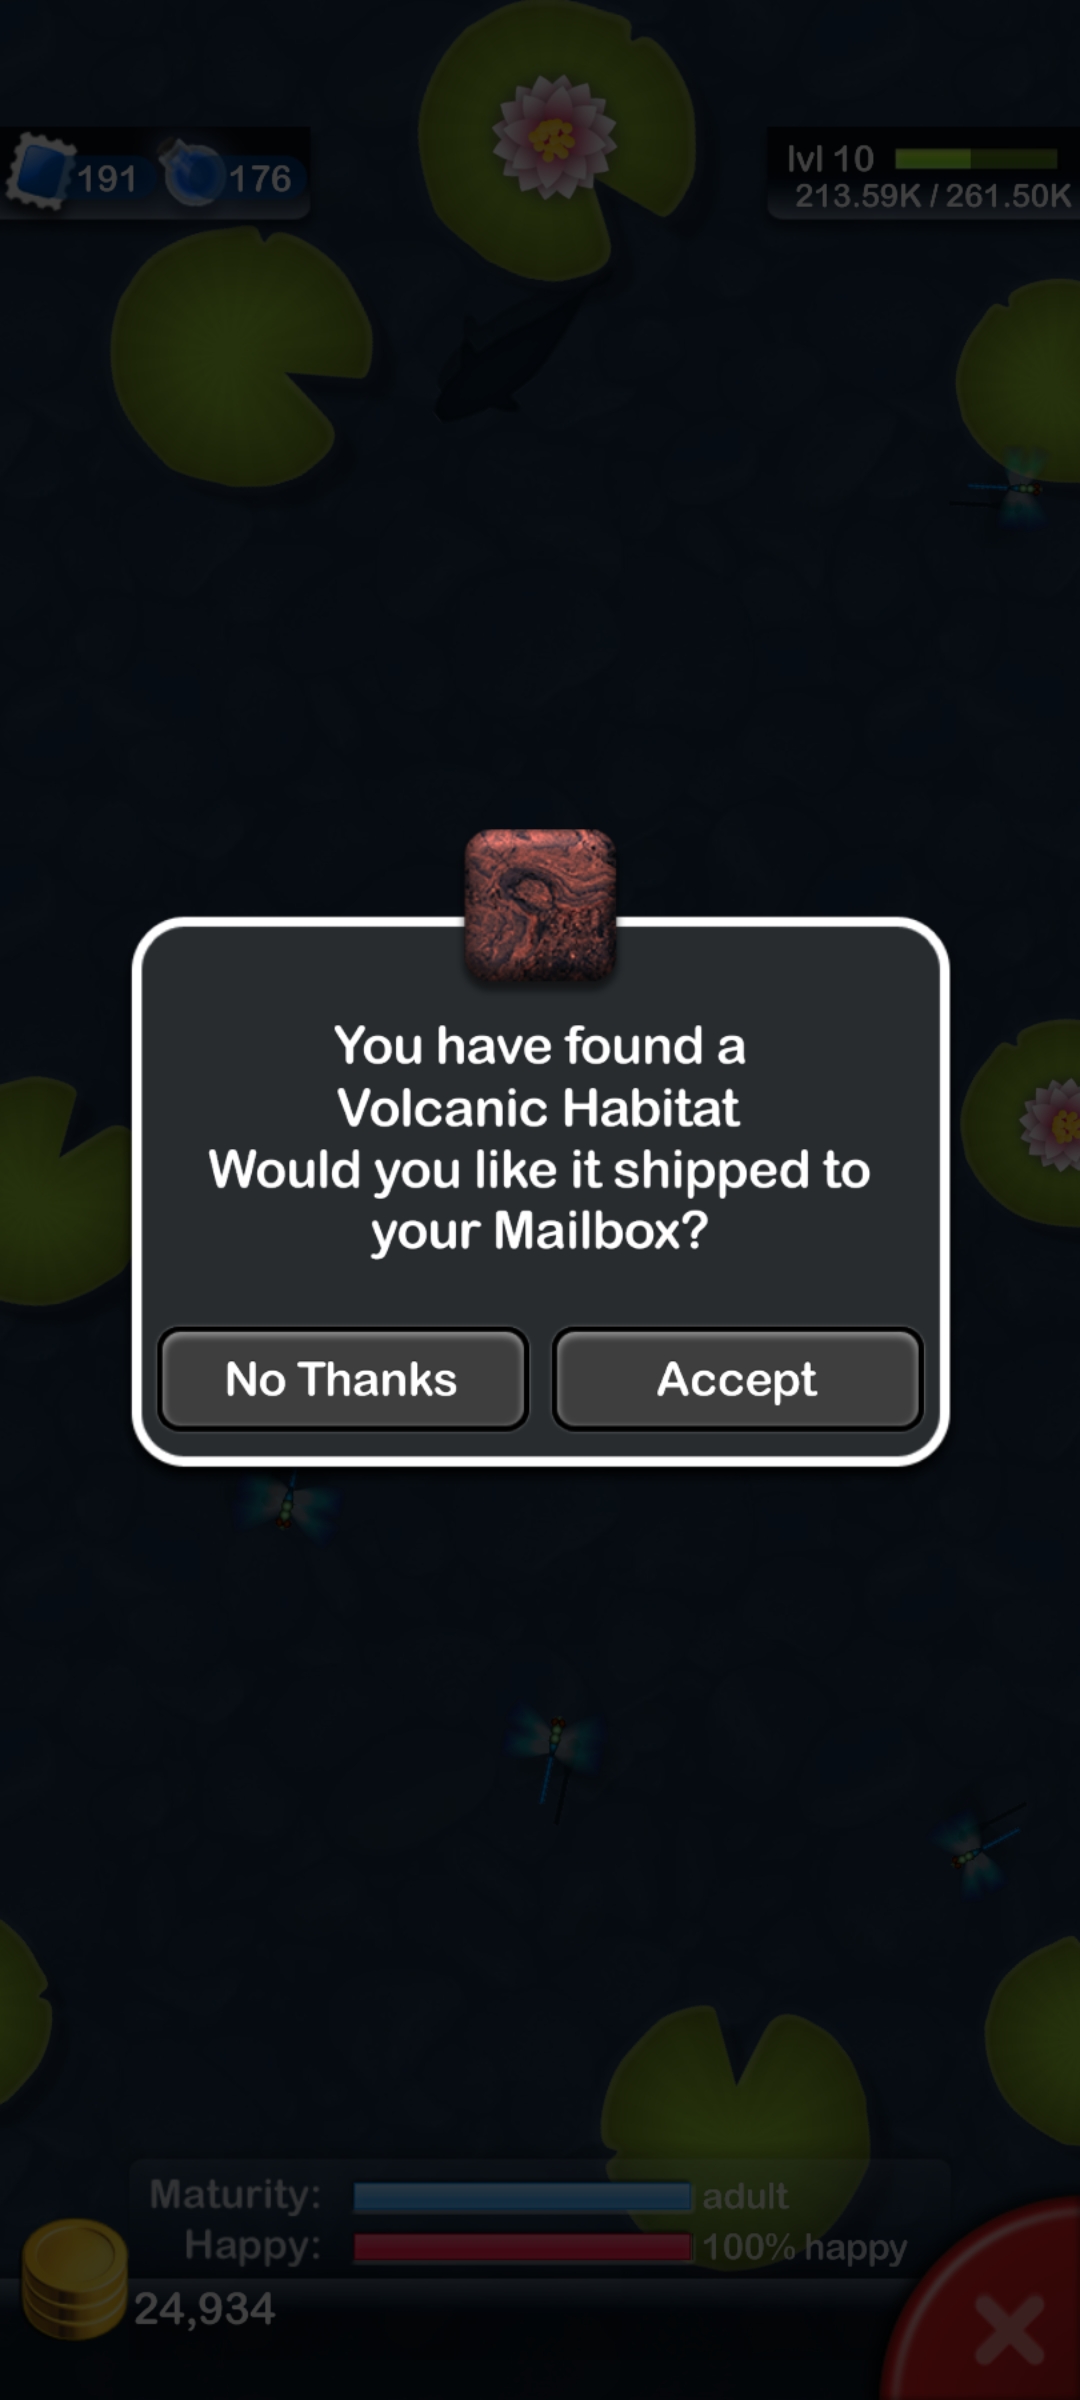 191 176
lvl 10
213.59K / 261.50K
You have found a
Volcanic Habitat
Would you like it shipped to
your Mailbox?
No Thanks Accept
Maturity: adult
Happy: 100% happy
24,934